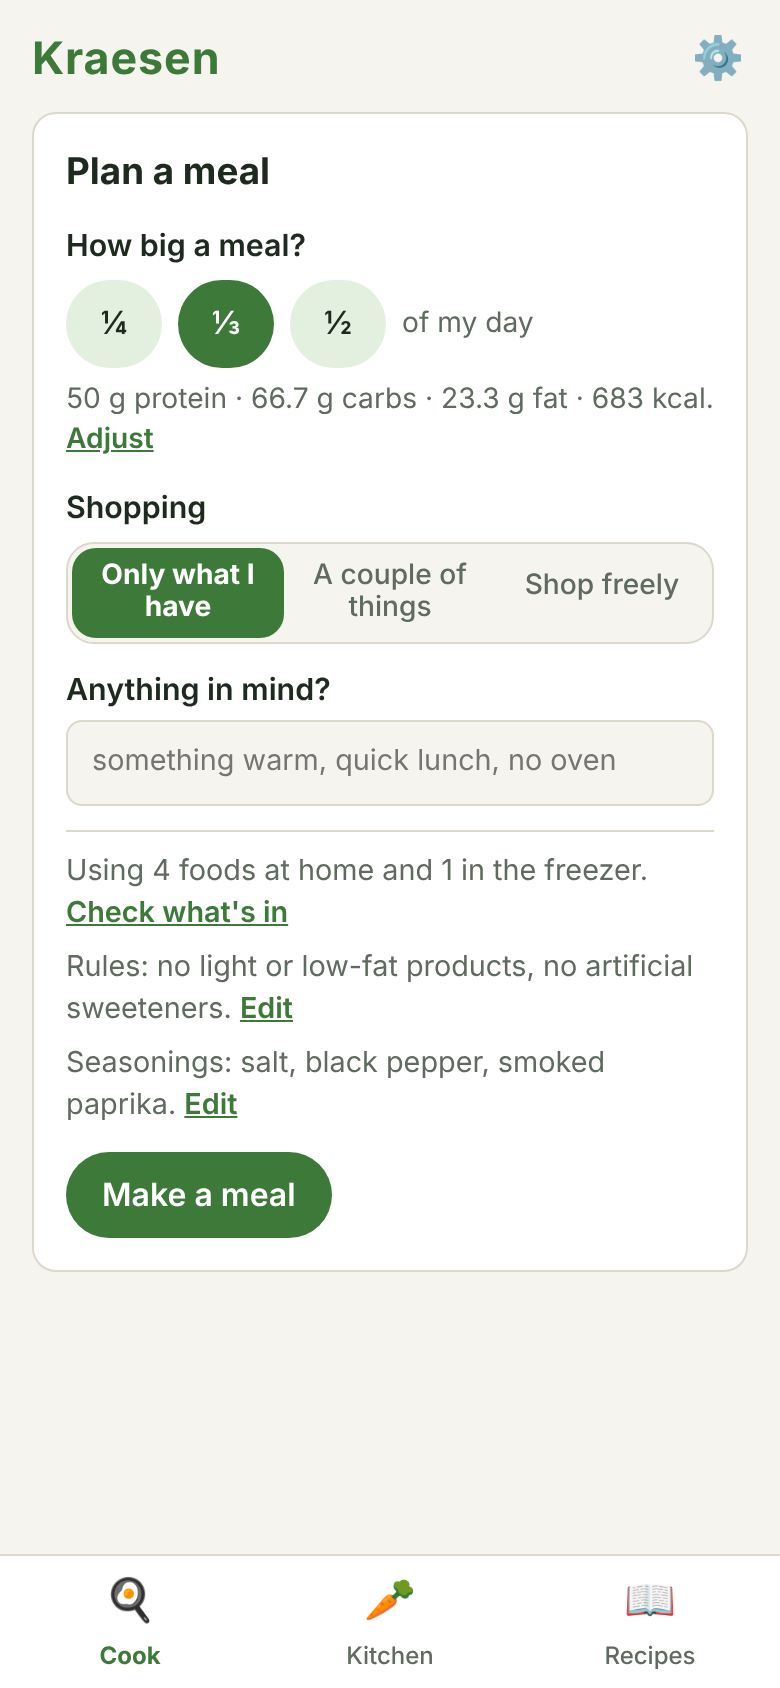 Kraesen
Plan a meal
How big a meal?
¼ ⅓ ½ of my day
50 g protein · 66.7 g carbs · 23.3 g fat · 683 kcal.
Adjust
Shopping
Only what I
have
A couple of
things
Shop freely
Anything in mind?
something warm, quick lunch, no oven
Using 4 foods at home and 1 in the freezer.
Check what's in
Rules: no light or low-fat products, no artificial
sweeteners. Edit
Seasonings: salt, black pepper, smoked
paprika. Edit
Make a meal
Cook
Kitchen
Recipes